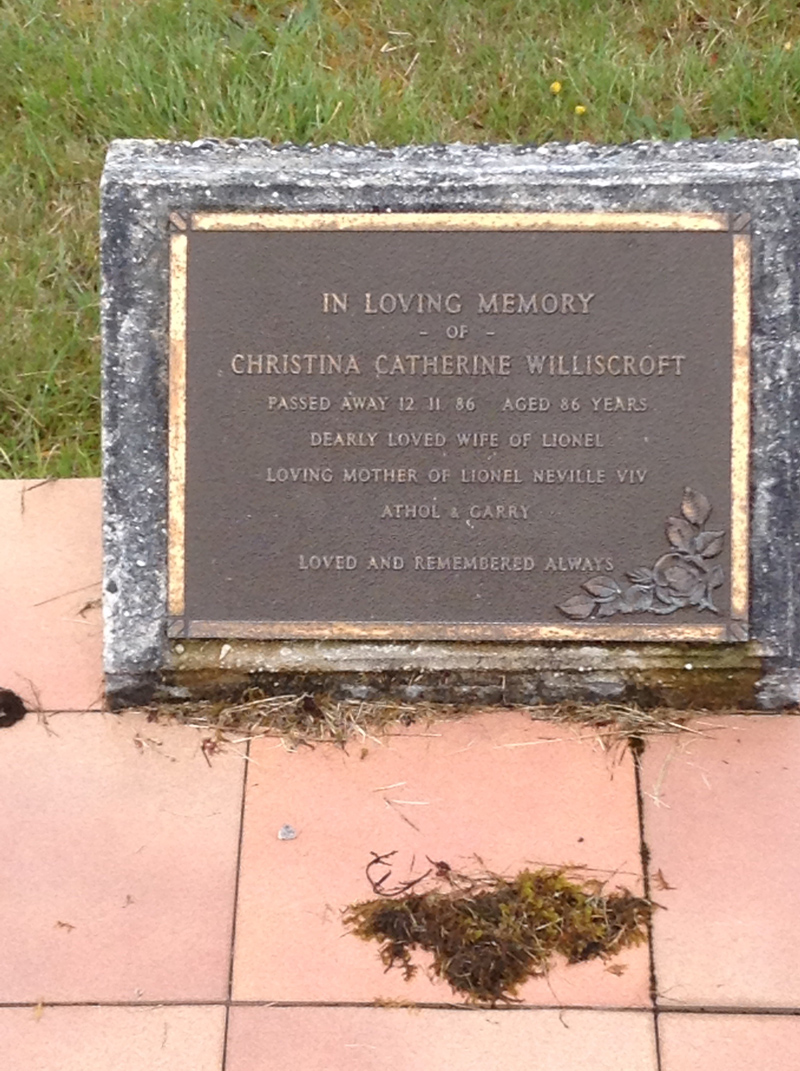 IN LOVING MEMORY
- OF -
CHRISTINA CATHERINE WILLISCROFT
PASSED AWAY 12 11 86 AGED 86 YEARS
DEARLY LOVED WIFE OF LIONEL
LOVING MOTHER OF LIONEL NEVILLE VIV
ATHOL & GARRY
LOVED AND REMEMBERED ALWAYS